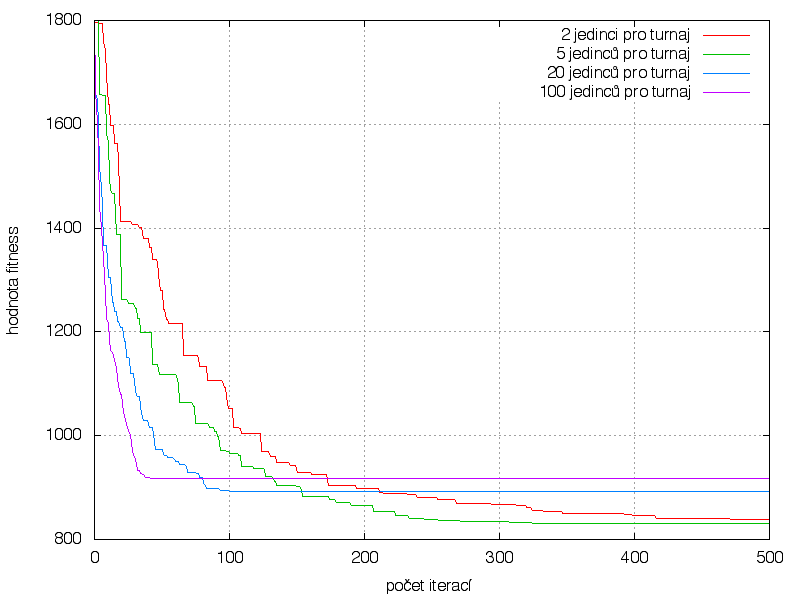 1800
1600
1400
1200
1000
800
hodnota fitness
2 jedinci pro turnaj
5 jedinců pro turnaj
20 jedinců pro turnaj
100 jedinců pro turnaj
0 100 200 300 400 500
počet iterací